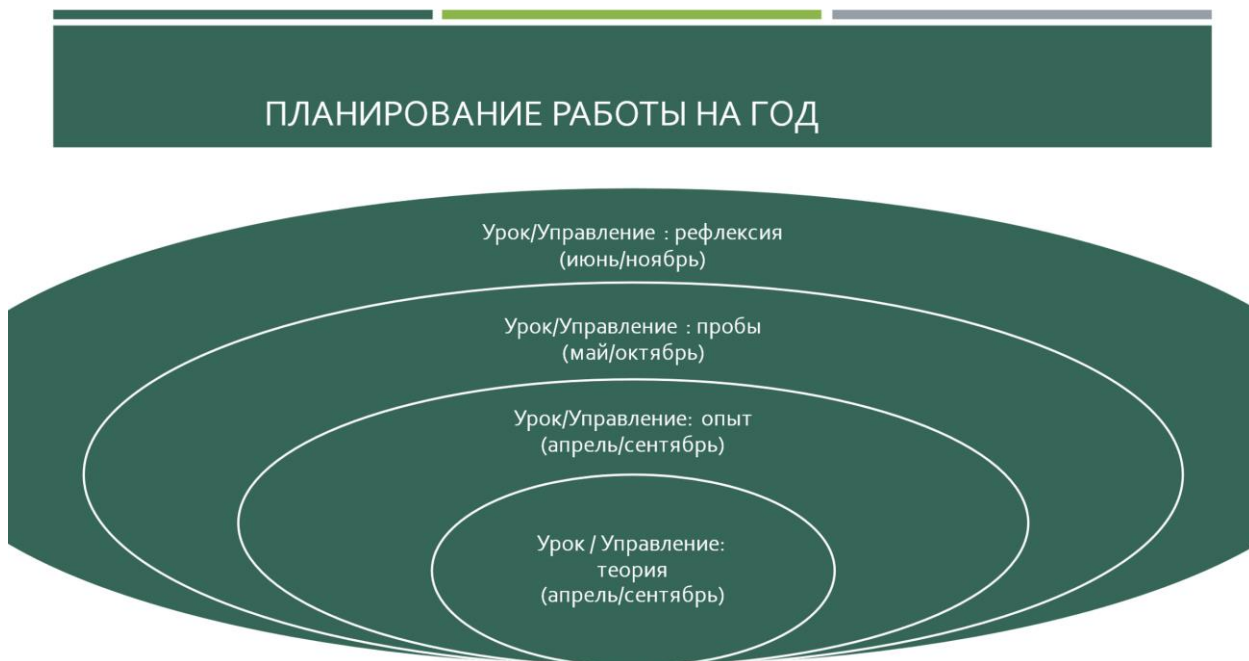 ПЛАНИРОВАНИЕ РАБОТЫ НА ГОД
Урок/Управление : рефлексия
(июнь/ноябрь)
Урок/Управление : пробы
(май/октябрь)
Урок/Управление: опыт
(апрель/сентябрь)
Урок / Управление:
теория
(апрель/сентябрь)